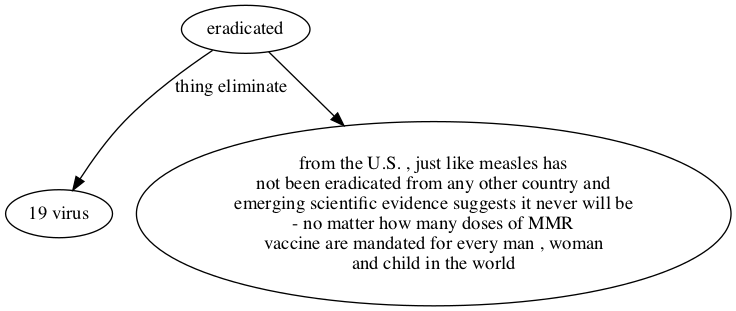 eradicated
thing eliminate
19 virus
from the U.S. , just like measles has
not been eradicated from any other country and
emerging scientific evidence suggests it never will be
- no matter how many doses of MMR
vaccine are mandated for every man , woman
and child in the world